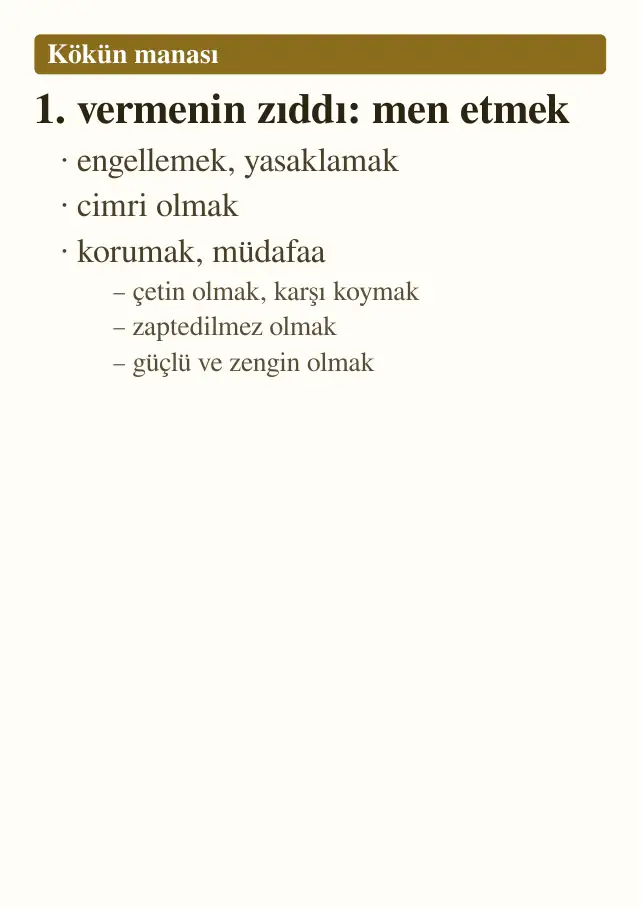 Kökün manası
1. vermenin zıddı: men etmek
· engellemek, yasaklamak
· cimri olmak
· korumak, müdafaa
– çetin olmak, karşı koymak
– zaptedilmez olmak
– güçlü ve zengin olmak